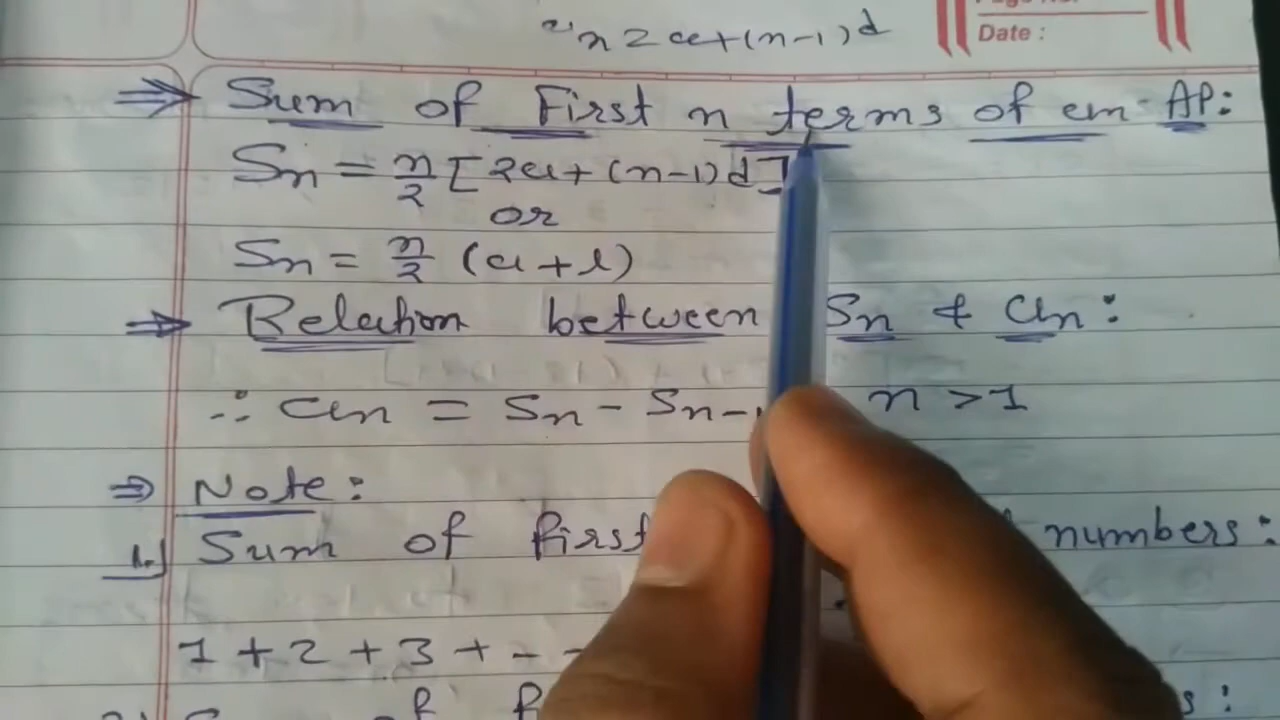 Date :
n = a+(n-1)d
⇒ Sum of First n terms of an AP:
Sn = n/2 [2a+(n-1)d]
or
Sn = n/2 (a+l)
⇒ Relation between Sn & an:
∴ an = Sn - Sn-1 n>1
⇒ Note:
1.) Sum of first numbers:
1+2+3+--
of